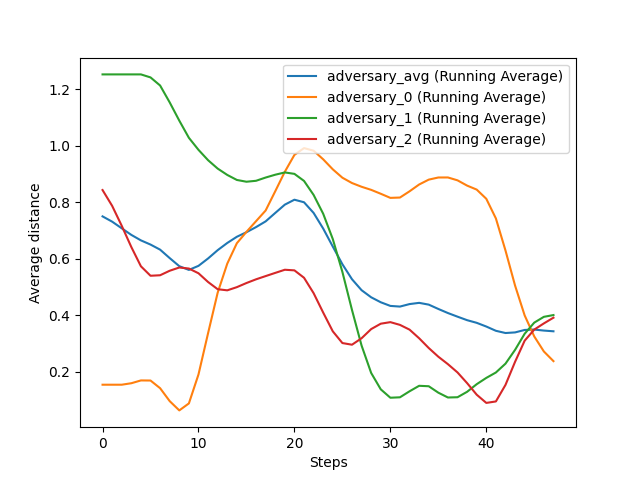 adversary_avg (Running Average)
adversary_0 (Running Average)
adversary_1 (Running Average)
adversary_2 (Running Average)
Average distance
1.2
1.0
0.8
0.6
0.4
0.2
0 10 20 30 40
Steps